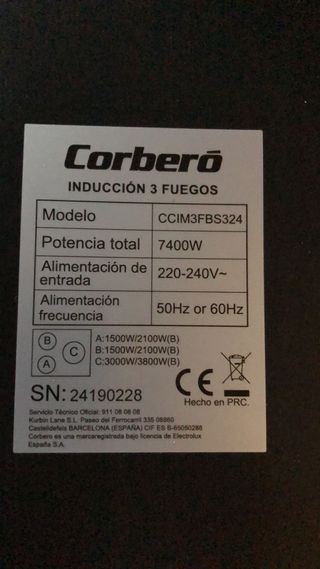 Corberó
INDUCCIÓN 3 FUEGOS
Modelo CCIM3FBS324
Potencia total 7400W
Alimentación de entrada 220-240V~
Alimentación frecuencia 50Hz or 60Hz
B
A
C
A:1500W/2100W(B)
B:1500W/2100W(B)
C:3000W/3800W(B)
SN: 24190228
CE
Hecho en PRC.
Servicio Técnico Oficial: 911 08 08 08
Kurbin Lane S.L. Paseo del Ferrocarril 335 08860
Castelldefels BARCELONA (ESPAÑA) CIF ES B-65050288
Corbero es una marcaregistrada bajo licencia de Electrolux
España S.A.